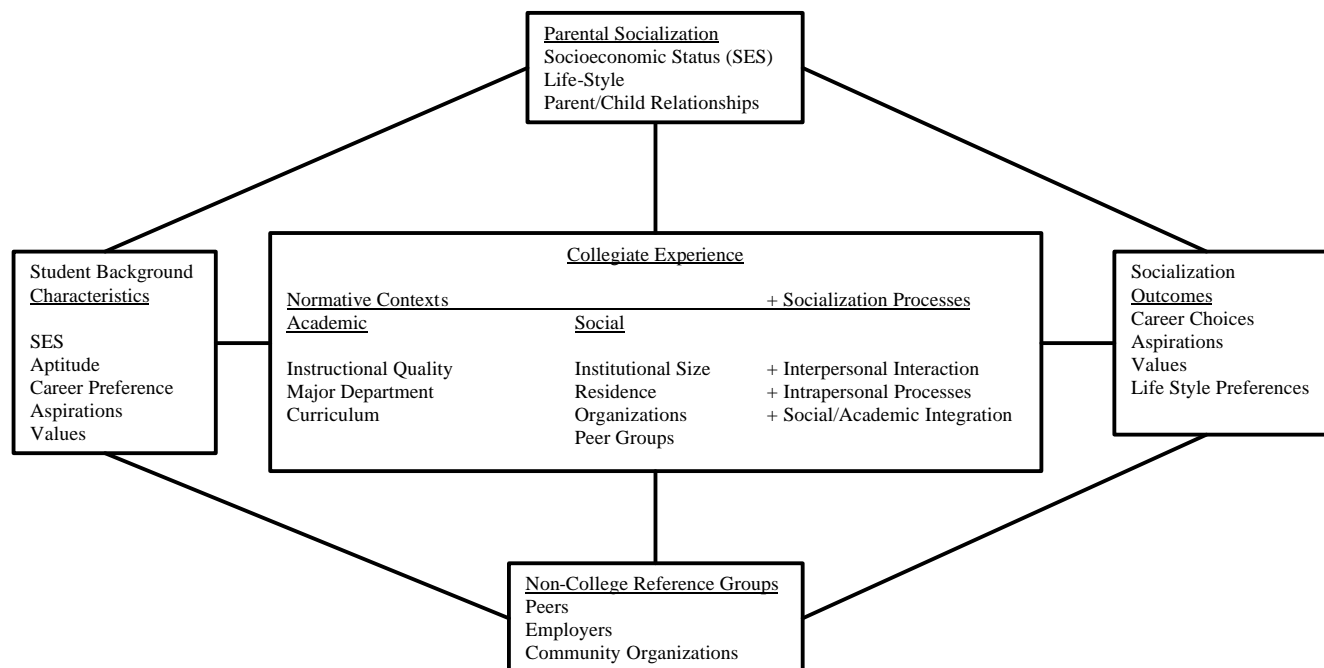 Parental Socialization
Socioeconomic Status (SES)
Life-Style
Parent/Child Relationships
Student Background
Characteristics
SES
Aptitude
Career Preference
Aspirations
Values
Collegiate Experience
Normative Contexts + Socialization Processes
Academic Social
Instructional Quality Institutional Size + Interpersonal Interaction
Major Department Residence + Intrapersonal Processes
Curriculum Organizations + Social/Academic Integration
Peer Groups
Socialization
Outcomes
Career Choices
Aspirations
Values
Life Style Preferences
Non-College Reference Groups
Peers
Employers
Community Organizations